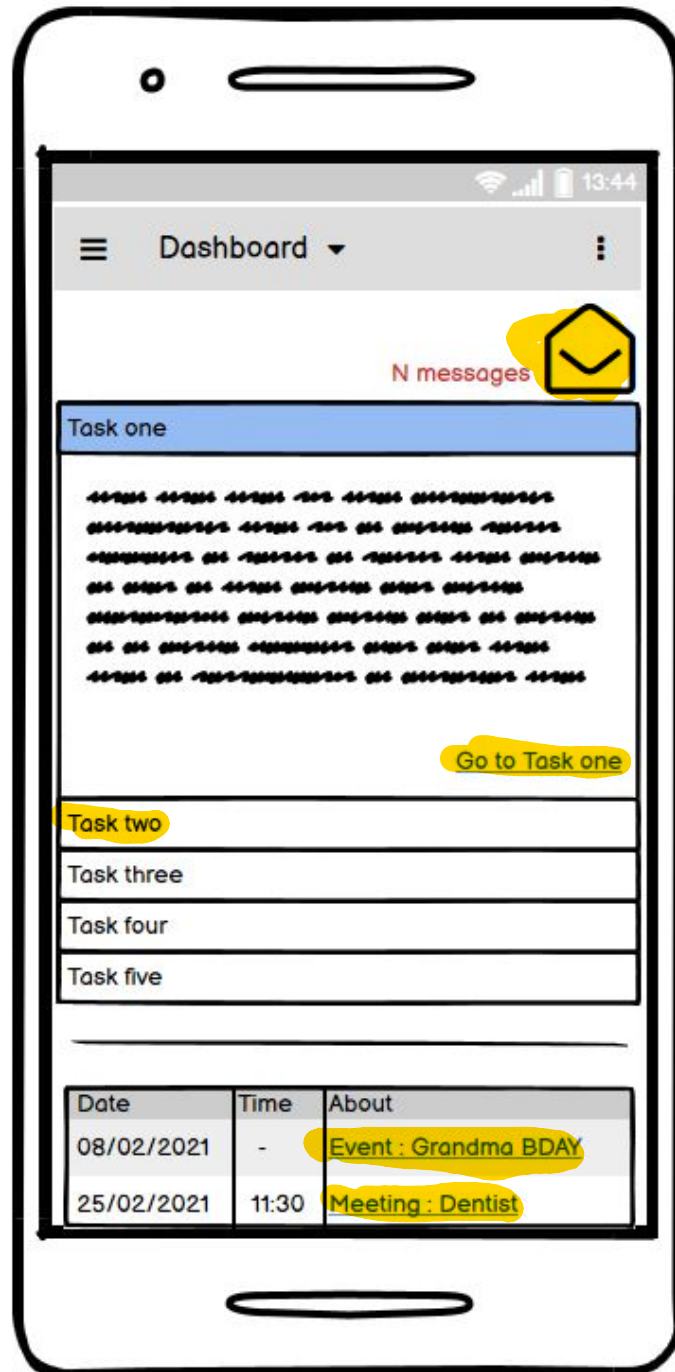 13:44
Dashboard
N messages
Task one
Go to Task one
Task two
Task three
Task four
Task five
Date Time About
08/02/2021 - Event : Grandma BDAY
25/02/2021 11:30 Meeting : Dentist